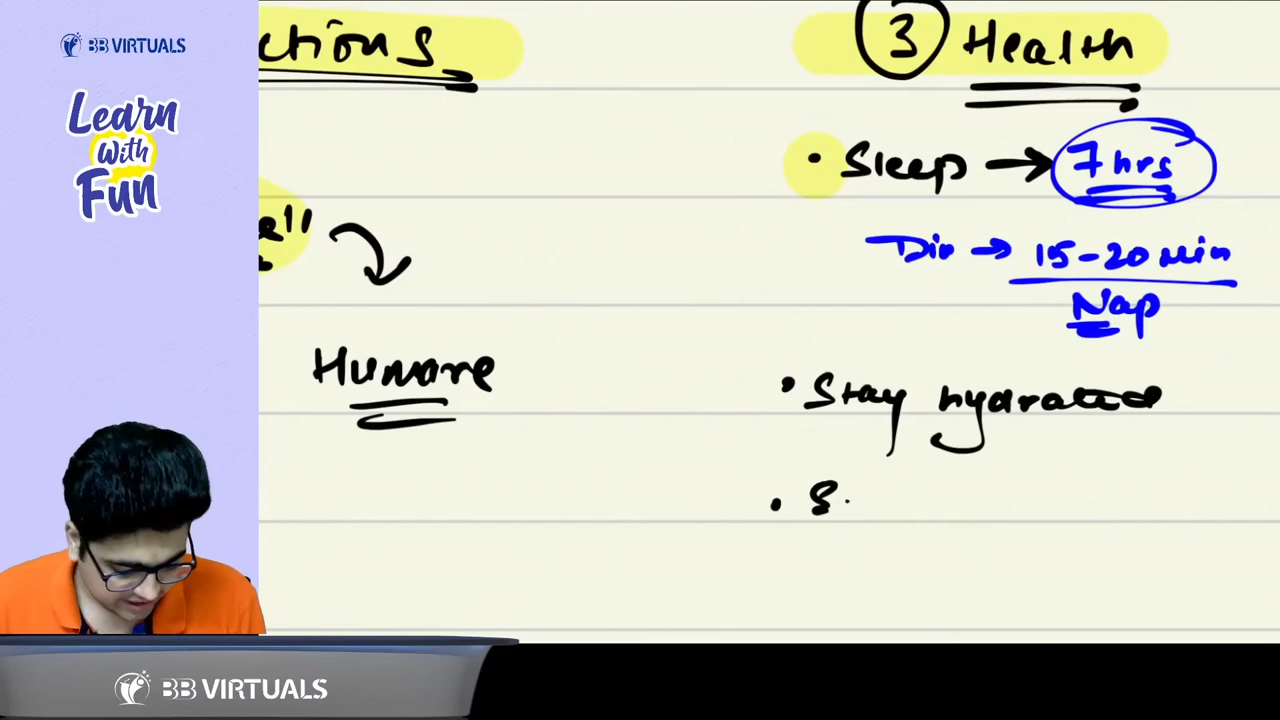 BB VIRTUALS
Learn
With
Fun
ctions
3 Health
• Sleep → 7 hrs
→ 15-20 Min
Nap
Humare
• Stay hydrated
• S
BB VIRTUALS